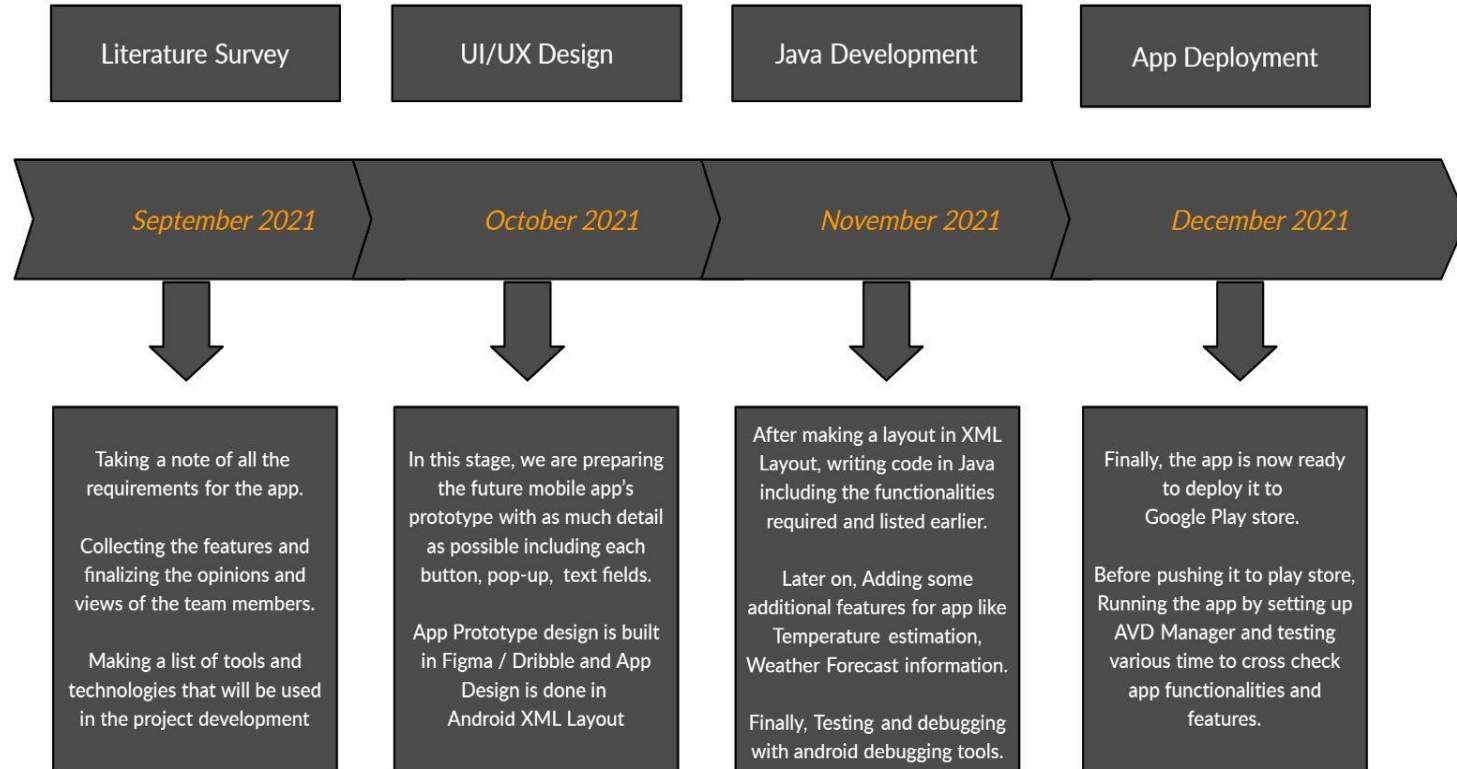 Literature Survey
UI/UX Design
Java Development
App Deployment
September 2021
October 2021
November 2021
December 2021
Taking a note of all the
requirements for the app.
Collecting the features and
finalizing the opinions and
views of the team members.
Making a list of tools and
technologies that will be used
in the project development
In this stage, we are preparing
the future mobile app’s
prototype with as much detail
as possible including each
button, pop-up, text fields.
App Prototype design is built
in Figma / Dribble and App
Design is done in
Android XML Layout
After making a layout in XML
Layout, writing code in Java
including the functionalities
required and listed earlier.
Later on, Adding some
additional features for app like
Temperature estimation,
Weather Forecast information.
Finally, Testing and debugging
with android debugging tools.
Finally, the app is now ready
to deploy it to
Google Play store.
Before pushing it to play store,
Running the app by setting up
AVD Manager and testing
various time to cross check
app functionalities and
features.